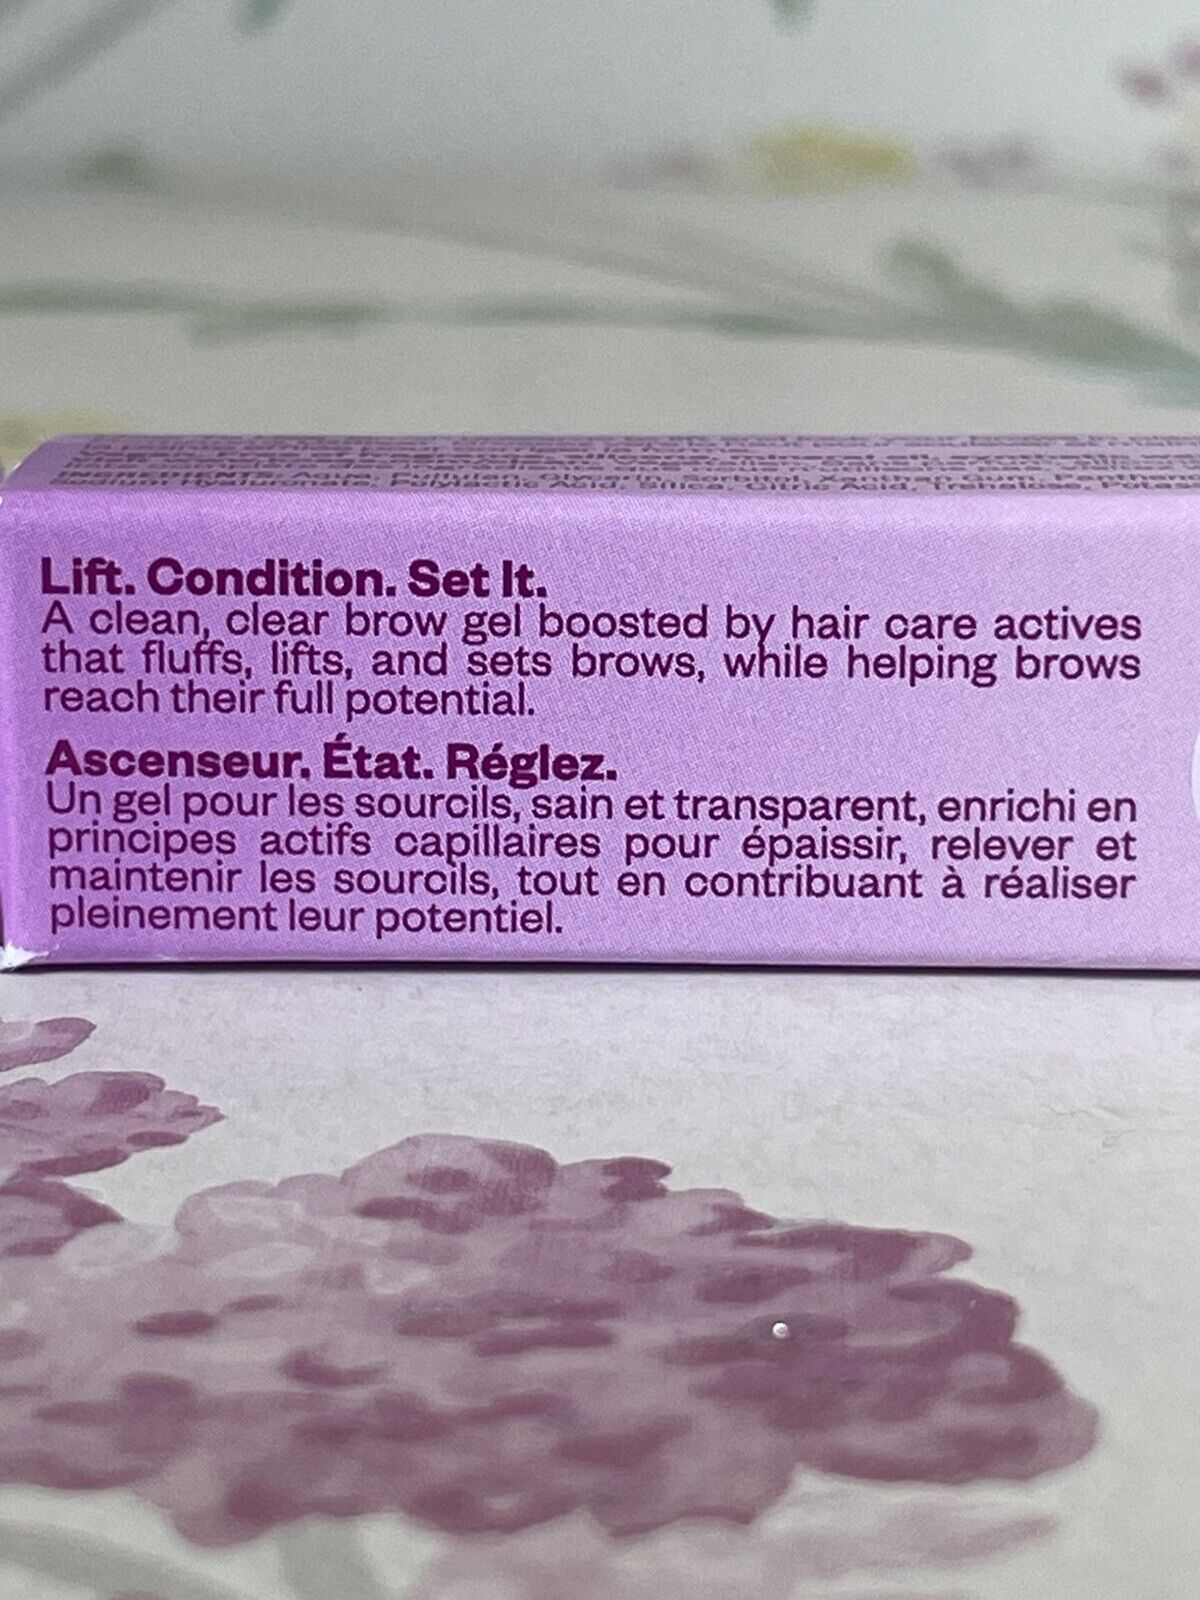 Lift. Condition. Set It.
A clean, clear brow gel boosted by hair care actives
that fluffs, lifts, and sets brows, while helping brows
reach their full potential.
Ascenseur. État. Réglez.
Un gel pour les sourcils, sain et transparent, enrichi en
principes actifs capillaires pour épaissir, relever et
maintenir les sourcils, tout en contribuant à réaliser
pleinement leur potentiel.